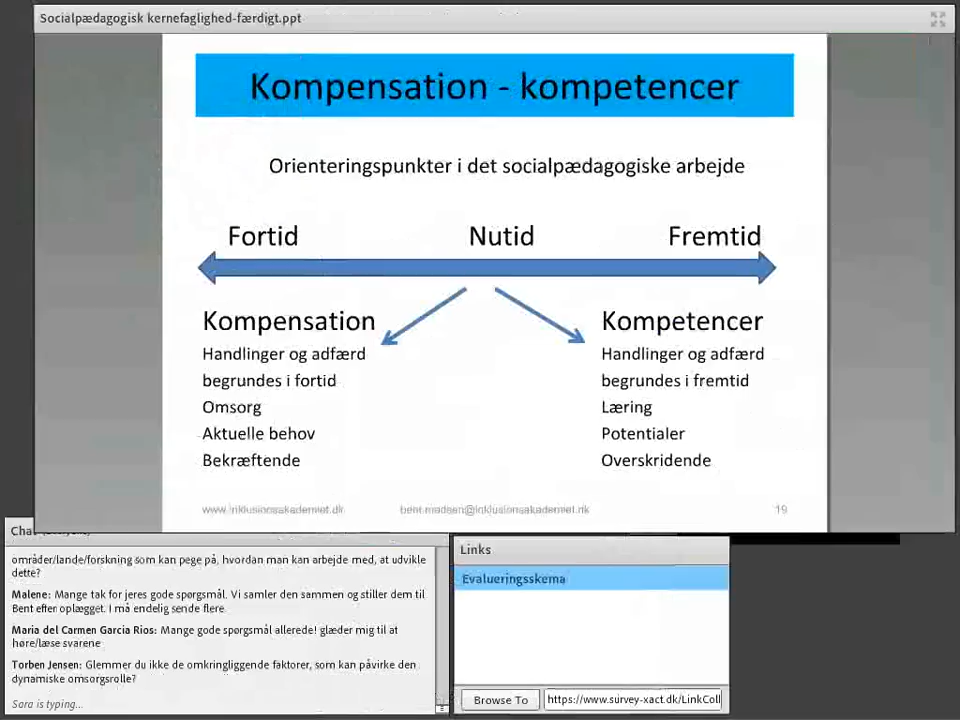 Socialpædagogisk kernefaglighed-færdigt.ppt
Kompensation - kompetencer
Orienteringspunkter i det socialpædagogiske arbejde
Fortid Nutid Fremtid
Kompensation
Handlinger og adfærd
begrundes i fortid
Omsorg
Aktuelle behov
Bekræftende
Kompetencer
Handlinger og adfærd
begrundes i fremtid
Læring
Potentialer
Overskridende
www.inklusionsakademiet.dk bent.madsen@inklusionsakademiet.dk 19
Chat
områder/lande/forskning som kan pege på, hvordan man kan arbejde med, at udvikle
dette?
Malene: Mange tak for jeres gode spørgsmål. Vi samler den sammen og stiller dem til
Bent efter oplægget. I må endelig sende flere.
Maria del Carmen Garcia Rios: Mange gode spørgsmål allerede! glæder mig til at
høre/læse svarene
Torben Jensen: Glemmer du ikke de omkringliggende faktorer, som kan påvirke den
dynamiske omsorgsrolle?
Sara is typing...
Links
Evalueringsskema
Browse To https://www.survey-xact.dk/LinkColl